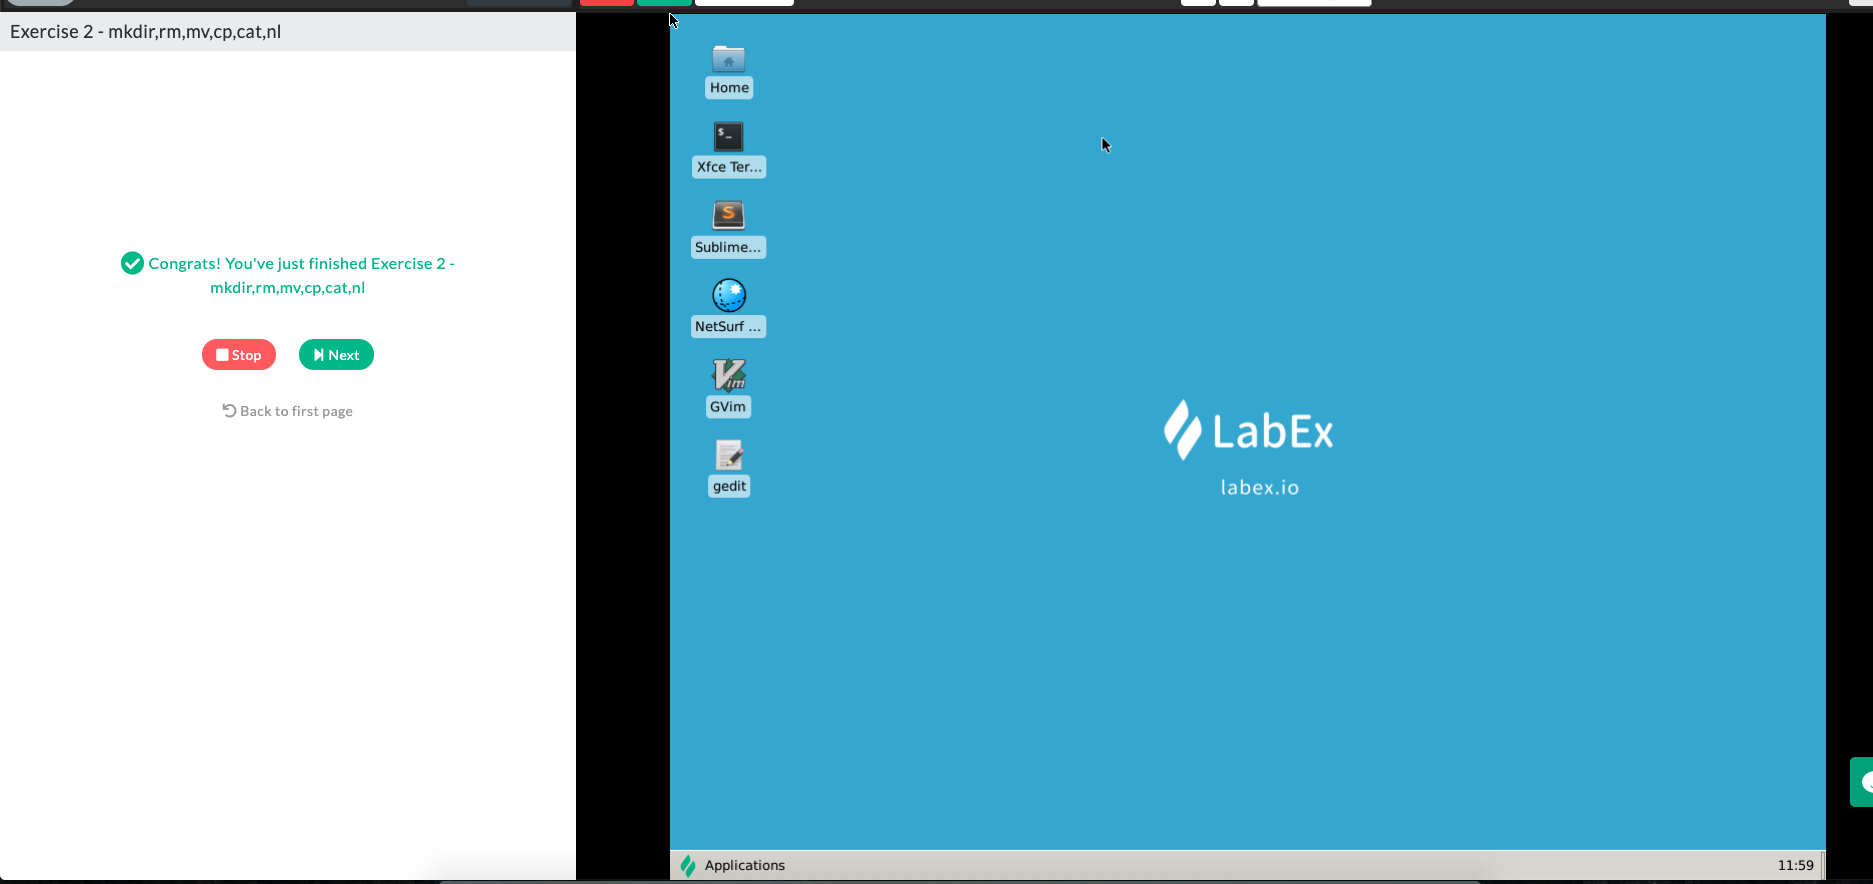 Exercise 2 - mkdir,rm,mv,cp,cat,nl
Congrats! You've just finished Exercise 2 -
mkdir,rm,mv,cp,cat,nl
Stop
Next
Back to first page
Home
$_
Xfce Ter...
S
Sublime...
NetSurf ...
Vim
GVim
gedit
LabEx
labex.io
Applications
11:59